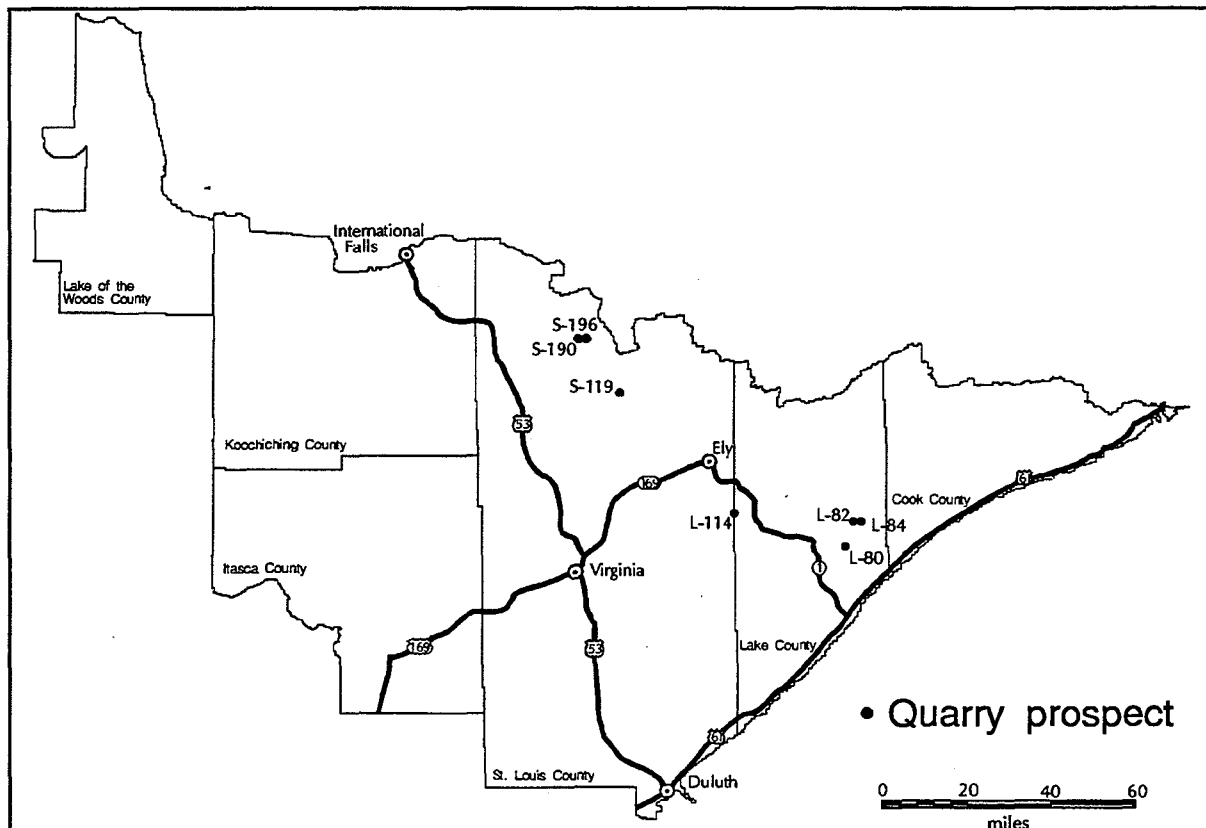 International
Falls
Lake of the
Woods County
S-196
S-190
S-119
53
Koochiching County
Ely
169
61
Cook County
L-114
L-82
L-84
L-80
1
Itasca County
Virginia
169
53
Lake County
• Quarry prospect
61
St. Louis County
Duluth
0 20 40 60
miles